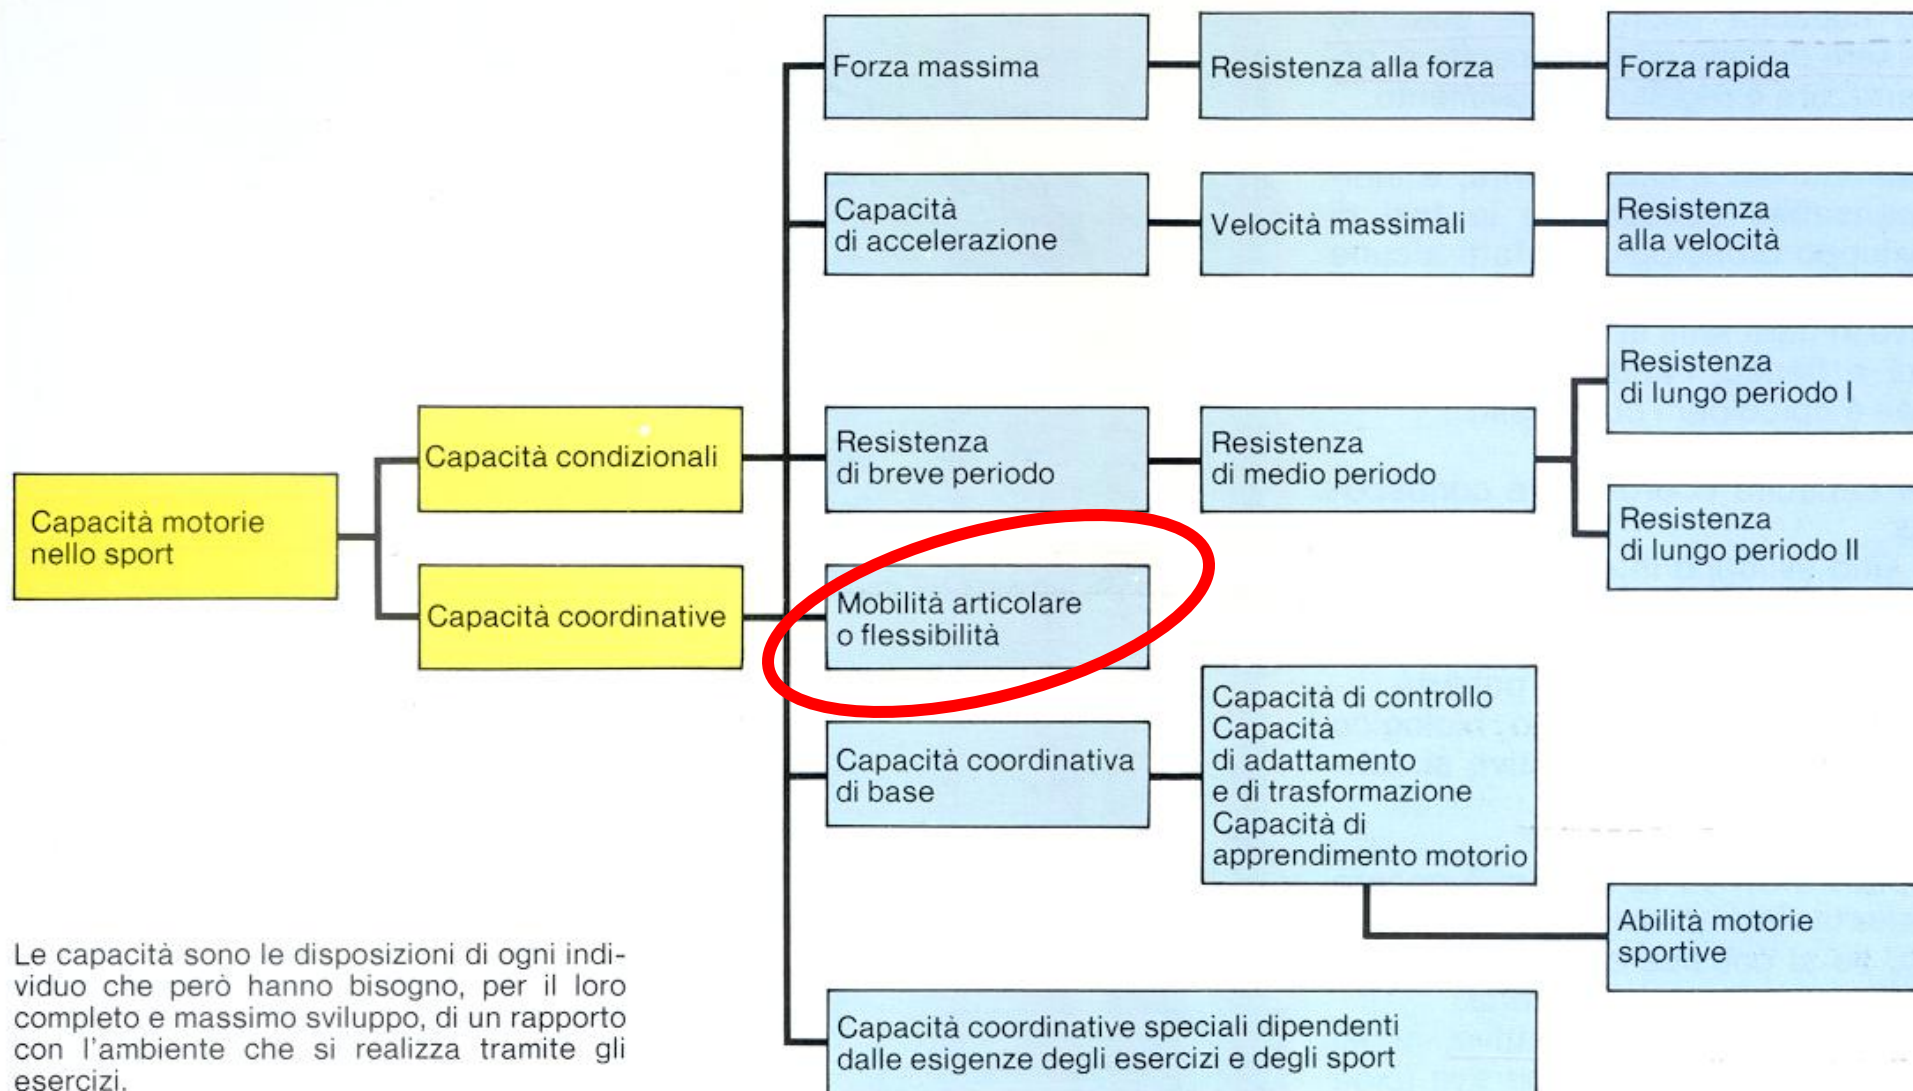 Forza massima
Resistenza alla forza
Forza rapida
Capacità
di accelerazione
Velocità massimali
Resistenza
alla velocità
Resistenza
di lungo periodo I
Capacità condizionali
Resistenza
di breve periodo
Resistenza
di medio periodo
Capacità motorie
nello sport
Resistenza
di lungo periodo II
Capacità coordinative
Mobilità articolare
o flessibilità
Capacità di controllo
Capacità
di adattamento
e di trasformazione
Capacità di
apprendimento motorio
Capacità coordinativa
di base
Abilità motorie
sportive
Capacità coordinative speciali dipendenti
dalle esigenze degli esercizi e degli sport
Le capacità sono le disposizioni di ogni indi-
viduo che però hanno bisogno, per il loro
completo e massimo sviluppo, di un rapporto
con l'ambiente che si realizza tramite gli
esercizi.